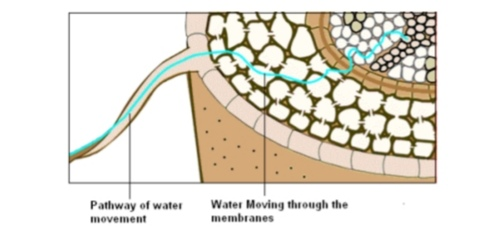 Pathway of water
movement
Water Moving through the
membranes